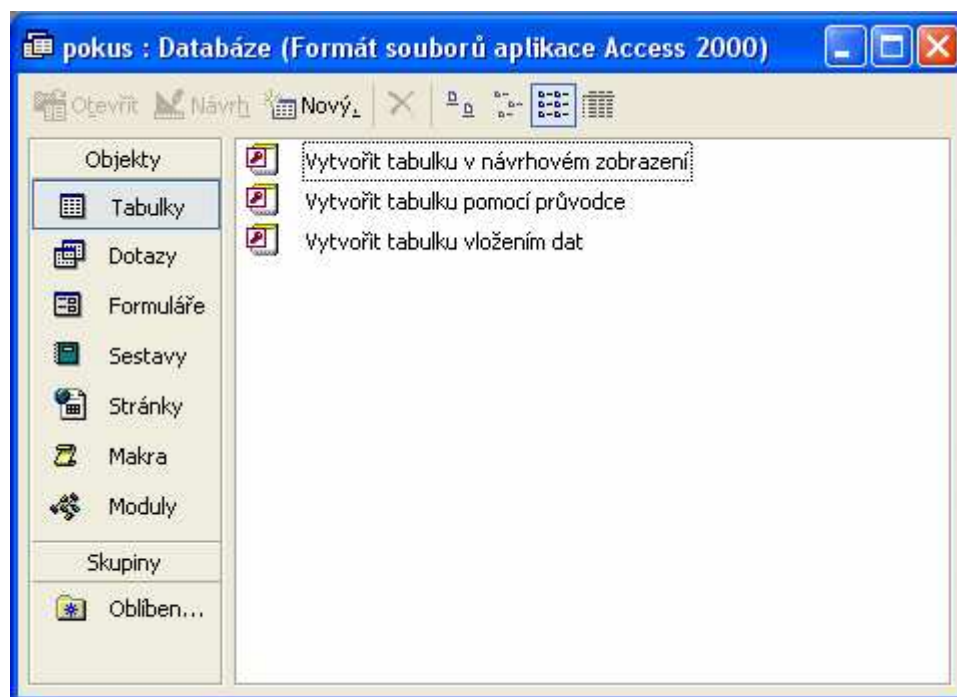 pokus : Databáze (Formát souborů aplikace Access 2000)
Otevřít Návrh Nový
Objekty
Tabulky
Dotazy
Formuláře
Sestavy
Stránky
Makra
Moduly
Skupiny
Oblíben...
Vytvořit tabulku v návrhovém zobrazení
Vytvořit tabulku pomocí průvodce
Vytvořit tabulku vložením dat